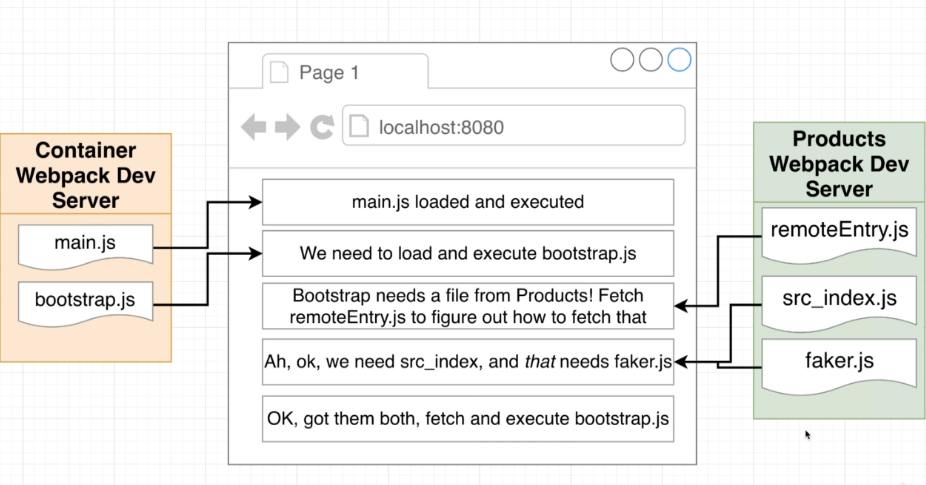 Page 1
localhost:8080
Container
Webpack Dev
Server
main.js
bootstrap.js
main.js loaded and executed
We need to load and execute bootstrap.js
Bootstrap needs a file from Products! Fetch
remoteEntry.js to figure out how to fetch that
Ah, ok, we need src_index, and that needs faker.js
OK, got them both, fetch and execute bootstrap.js
Products
Webpack Dev
Server
remoteEntry.js
src_index.js
faker.js